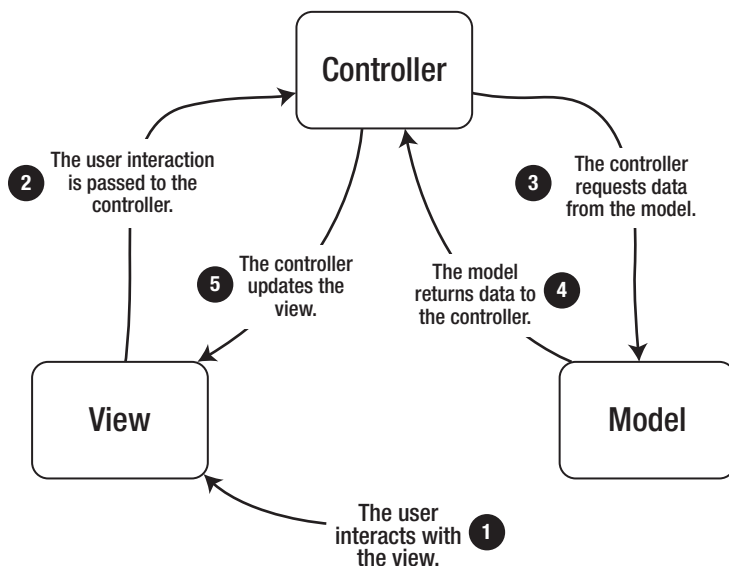 Controller
2
The user interaction
is passed to the
controller.
3
The controller
requests data
from the model.
5
The controller
updates the
view.
The model
returns data to
the controller.
4
View
Model
The user
interacts with
the view.
1